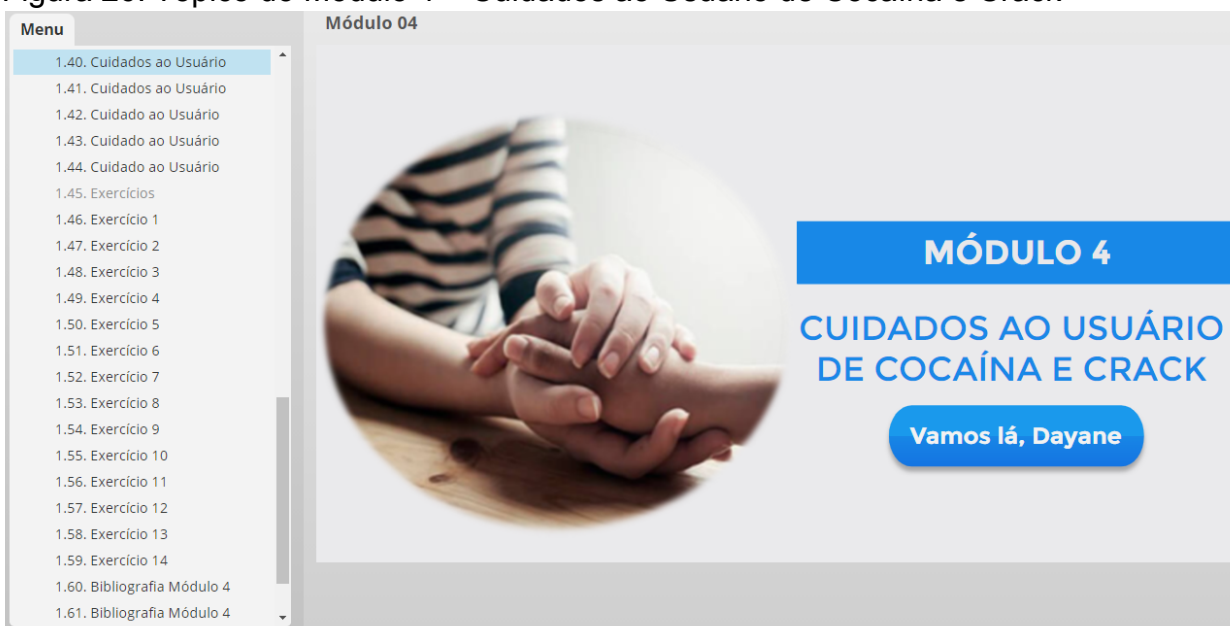 Menu
1.40. Cuidados ao Usuário
1.41. Cuidados ao Usuário
1.42. Cuidado ao Usuário
1.43. Cuidado ao Usuário
1.44. Cuidado ao Usuário
1.45. Exercícios
1.46. Exercício 1
1.47. Exercício 2
1.48. Exercício 3
1.49. Exercício 4
1.50. Exercício 5
1.51. Exercício 6
1.52. Exercício 7
1.53. Exercício 8
1.54. Exercício 9
1.55. Exercício 10
1.56. Exercício 11
1.57. Exercício 12
1.58. Exercício 13
1.59. Exercício 14
1.60. Bibliografia Módulo 4
1.61. Bibliografia Módulo 4
Módulo 04
MÓDULO 4
CUIDADOS AO USUÁRIO
DE COCAÍNA E CRACK
Vamos lá, Dayane